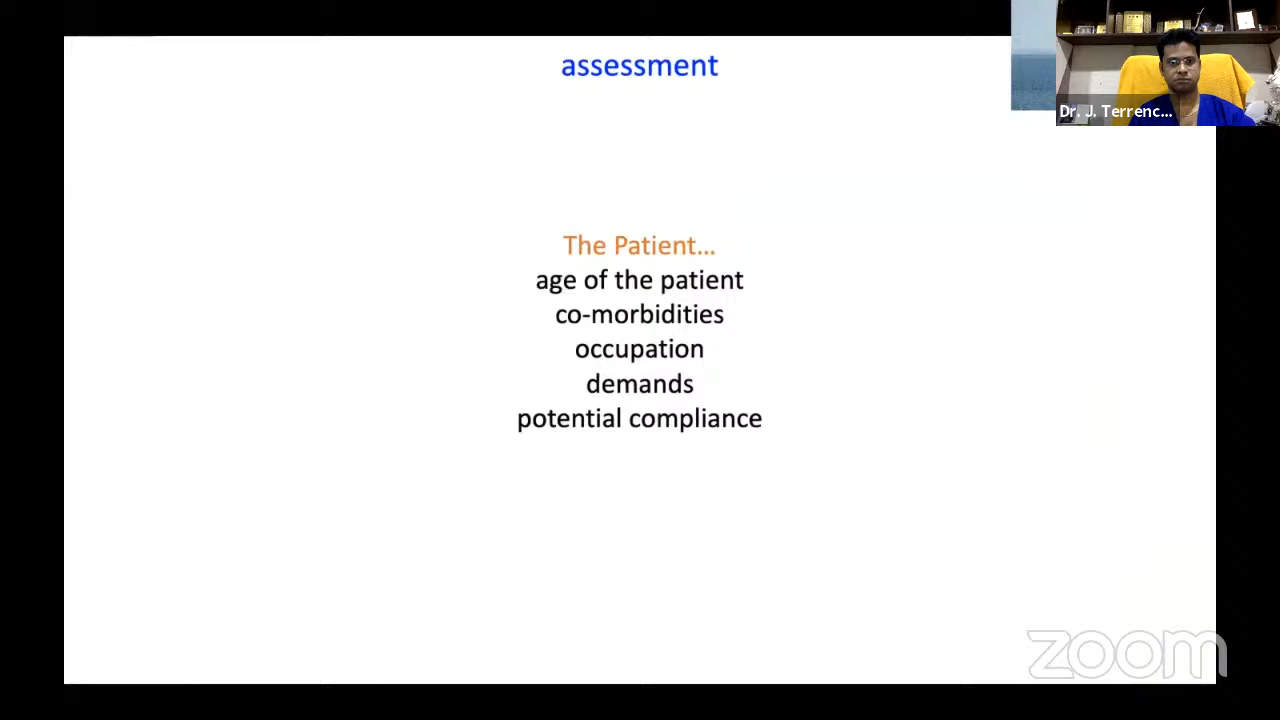 assessment
Dr. J. Terrenc...
The Patient...
age of the patient
co-morbidities
occupation
demands
potential compliance
zoom